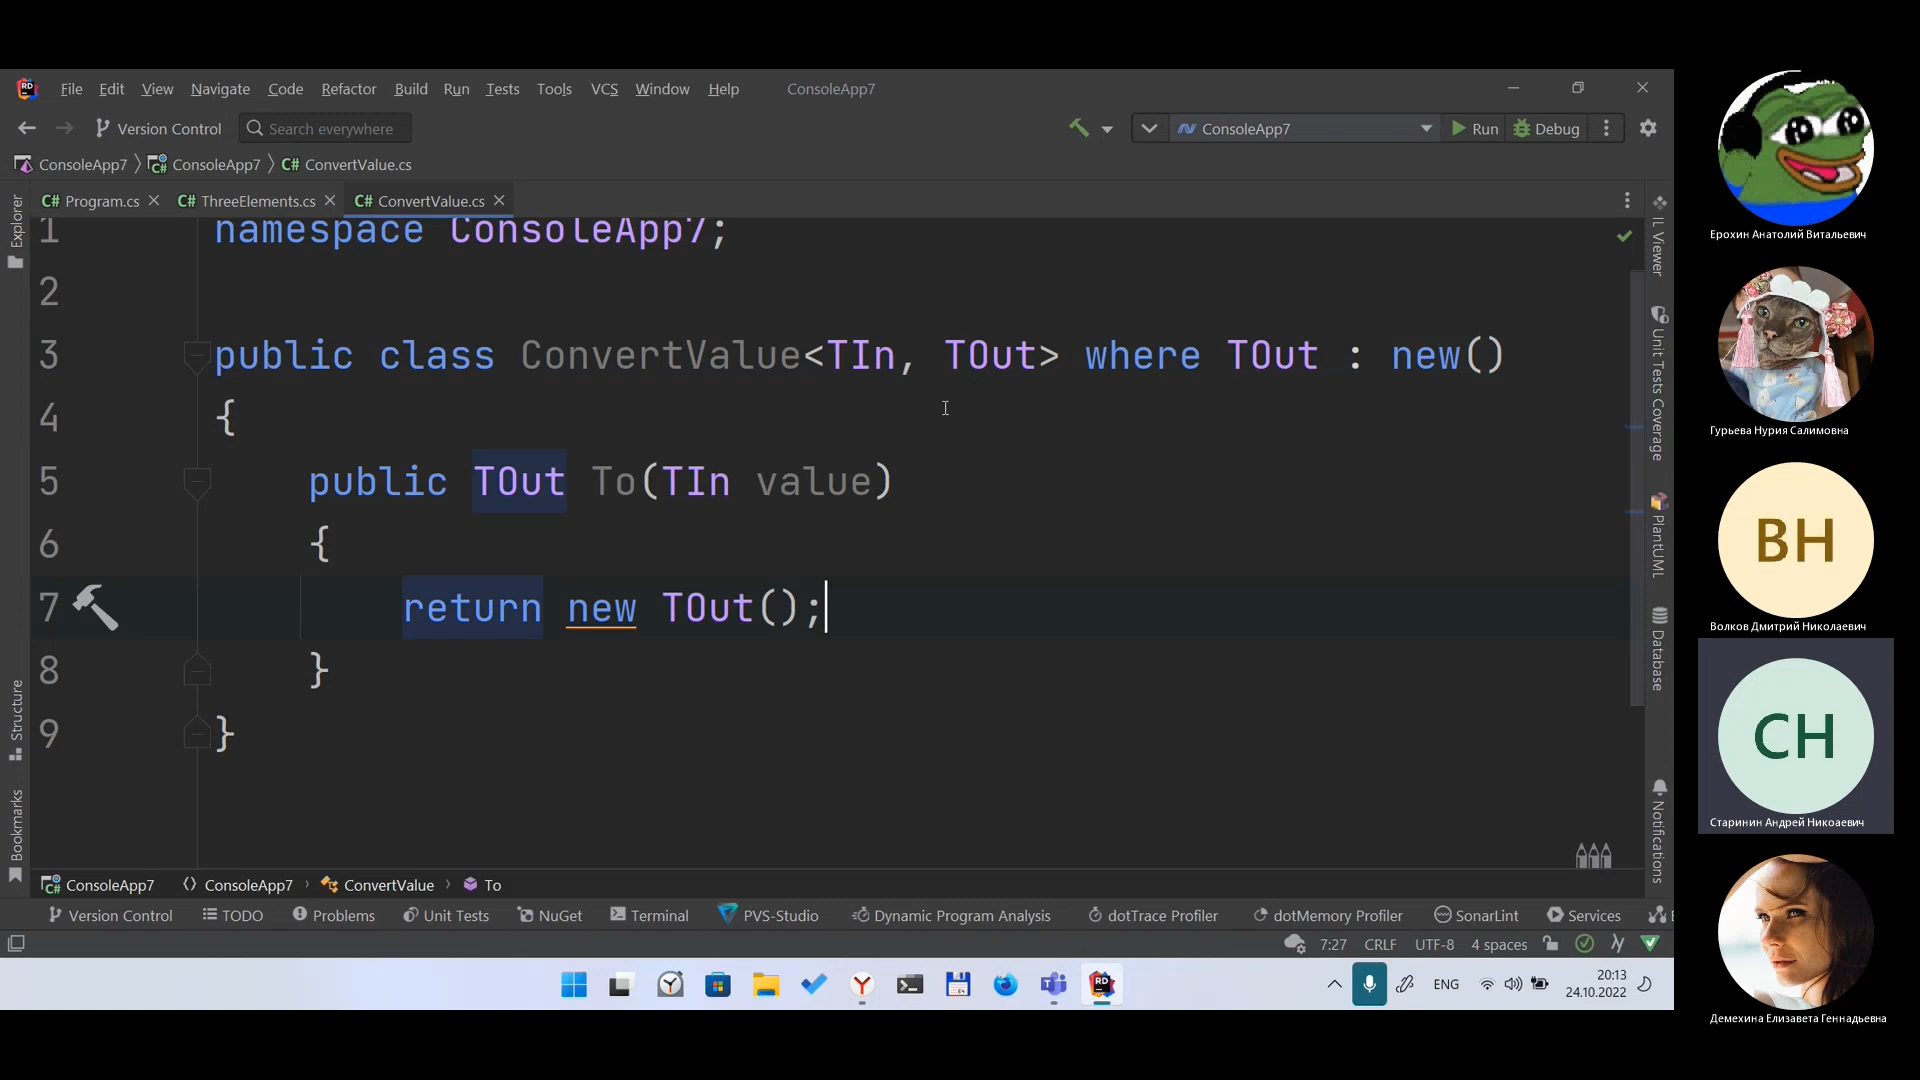 File Edit View Navigate Code Refactor Build Run Tests Tools VCS Window Help ConsoleApp7
Version Control Search everywhere ConsoleApp7 Run Debug
ConsoleApp7 ConsoleApp7 C# ConvertValue.cs
C# Program.cs C# ThreeElements.cs C# ConvertValue.cs
1 namespace ConsoleApp7;
2
3 public class ConvertValue<TIn, TOut> where TOut : new()
4 {
5 public TOut To(TIn value)
6 {
7 return new TOut();
8 }
9 }
Explorer
Structure
Bookmarks
IL Viewer
Unit Tests Coverage
PlantUML
Database
Notifications
ConsoleApp7 ConsoleApp7 ConvertValue To
Version Control TODO Problems Unit Tests NuGet Terminal PVS-Studio Dynamic Program Analysis dotTrace Profiler dotMemory Profiler SonarLint Services
7:27 CRLF UTF-8 4 spaces
ENG 20:13
24.10.2022
Ерохин Анатолий Витальевич
Гурьева Нурия Салимовна
ВН
Волков Дмитрий Николаевич
СН
Старинин Андрей Никоаевич
Демехина Елизавета Геннадьевна